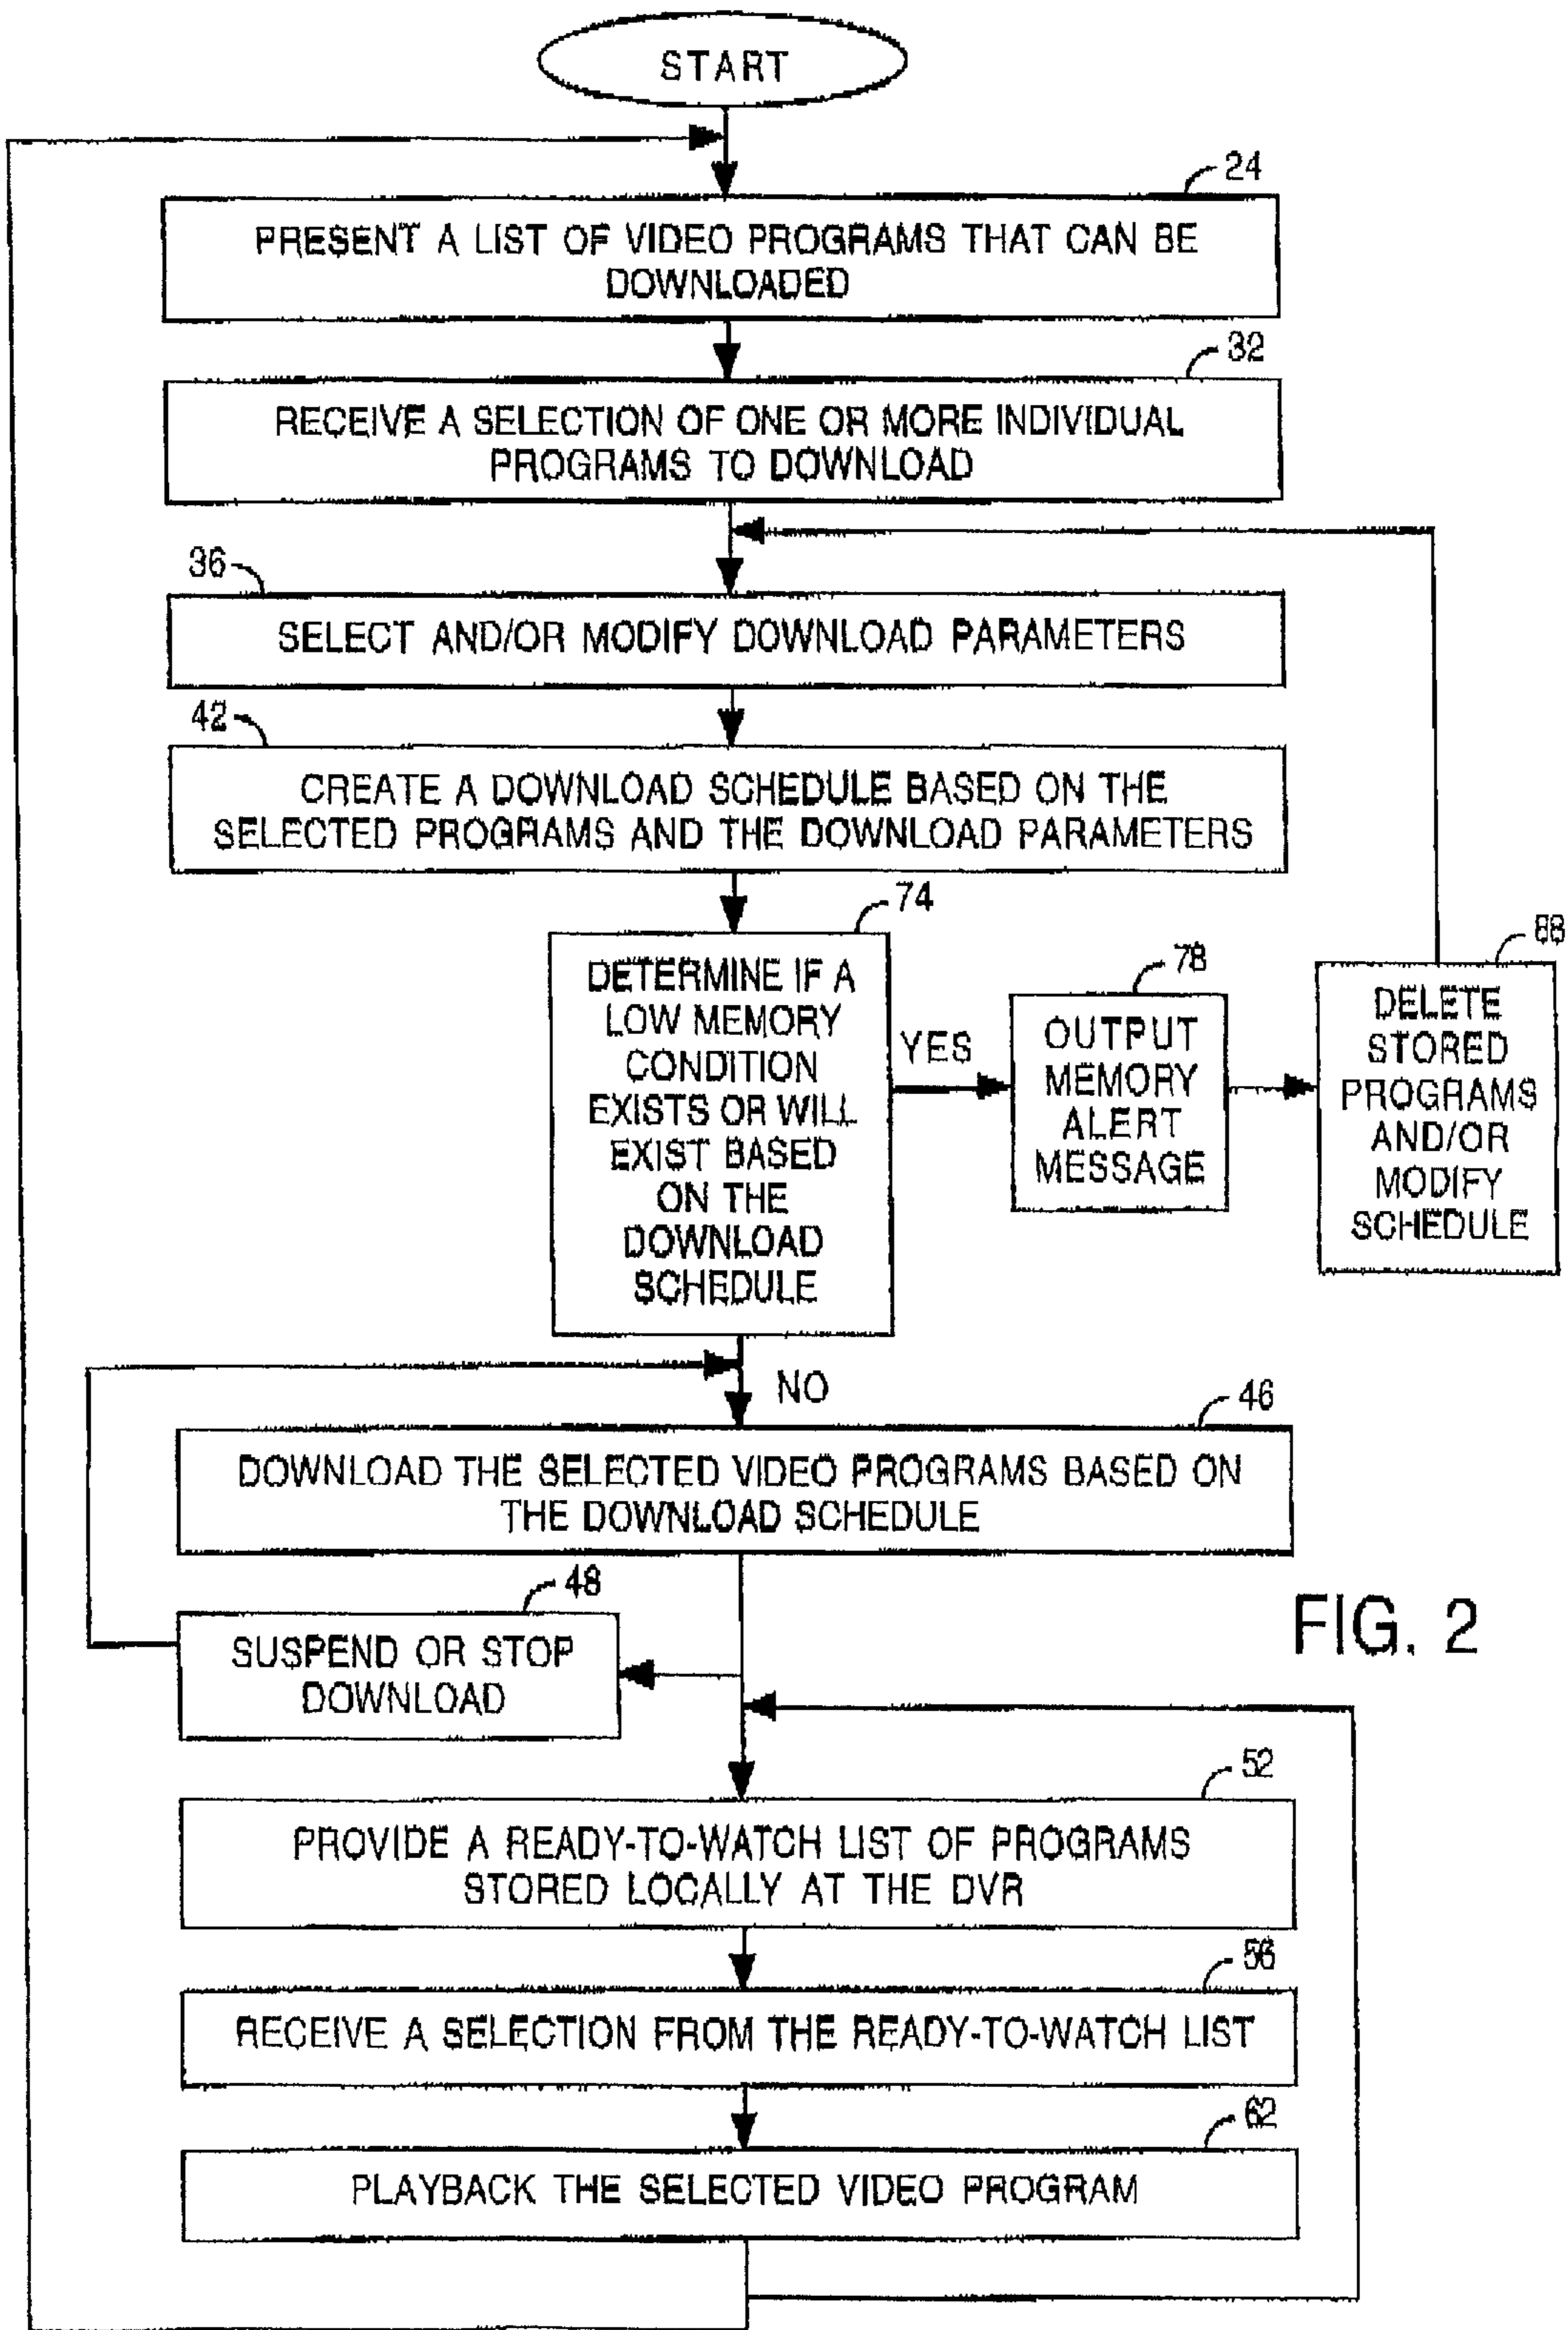 START
24
PRESENT A LIST OF VIDEO PROGRAMS THAT CAN BE
DOWNLOADED
32
RECEIVE A SELECTION OF ONE OR MORE INDIVIDUAL
PROGRAMS TO DOWNLOAD
36
SELECT AND/OR MODIFY DOWNLOAD PARAMETERS
42
CREATE A DOWNLOAD SCHEDULE BASED ON THE
SELECTED PROGRAMS AND THE DOWNLOAD PARAMETERS
74
DETERMINE IF A
LOW MEMORY
CONDITION
EXISTS OR WILL
EXIST BASED
ON THE
DOWNLOAD
SCHEDULE
YES
78
OUTPUT
MEMORY
ALERT
MESSAGE
88
DELETE
STORED
PROGRAMS
AND/OR
MODIFY
SCHEDULE
NO
46
DOWNLOAD THE SELECTED VIDEO PROGRAMS BASED ON
THE DOWNLOAD SCHEDULE
48
SUSPEND OR STOP
DOWNLOAD
FIG. 2
52
PROVIDE A READY-TO-WATCH LIST OF PROGRAMS
STORED LOCALLY AT THE DVR
56
RECEIVE A SELECTION FROM THE READY-TO-WATCH LIST
62
PLAYBACK THE SELECTED VIDEO PROGRAM